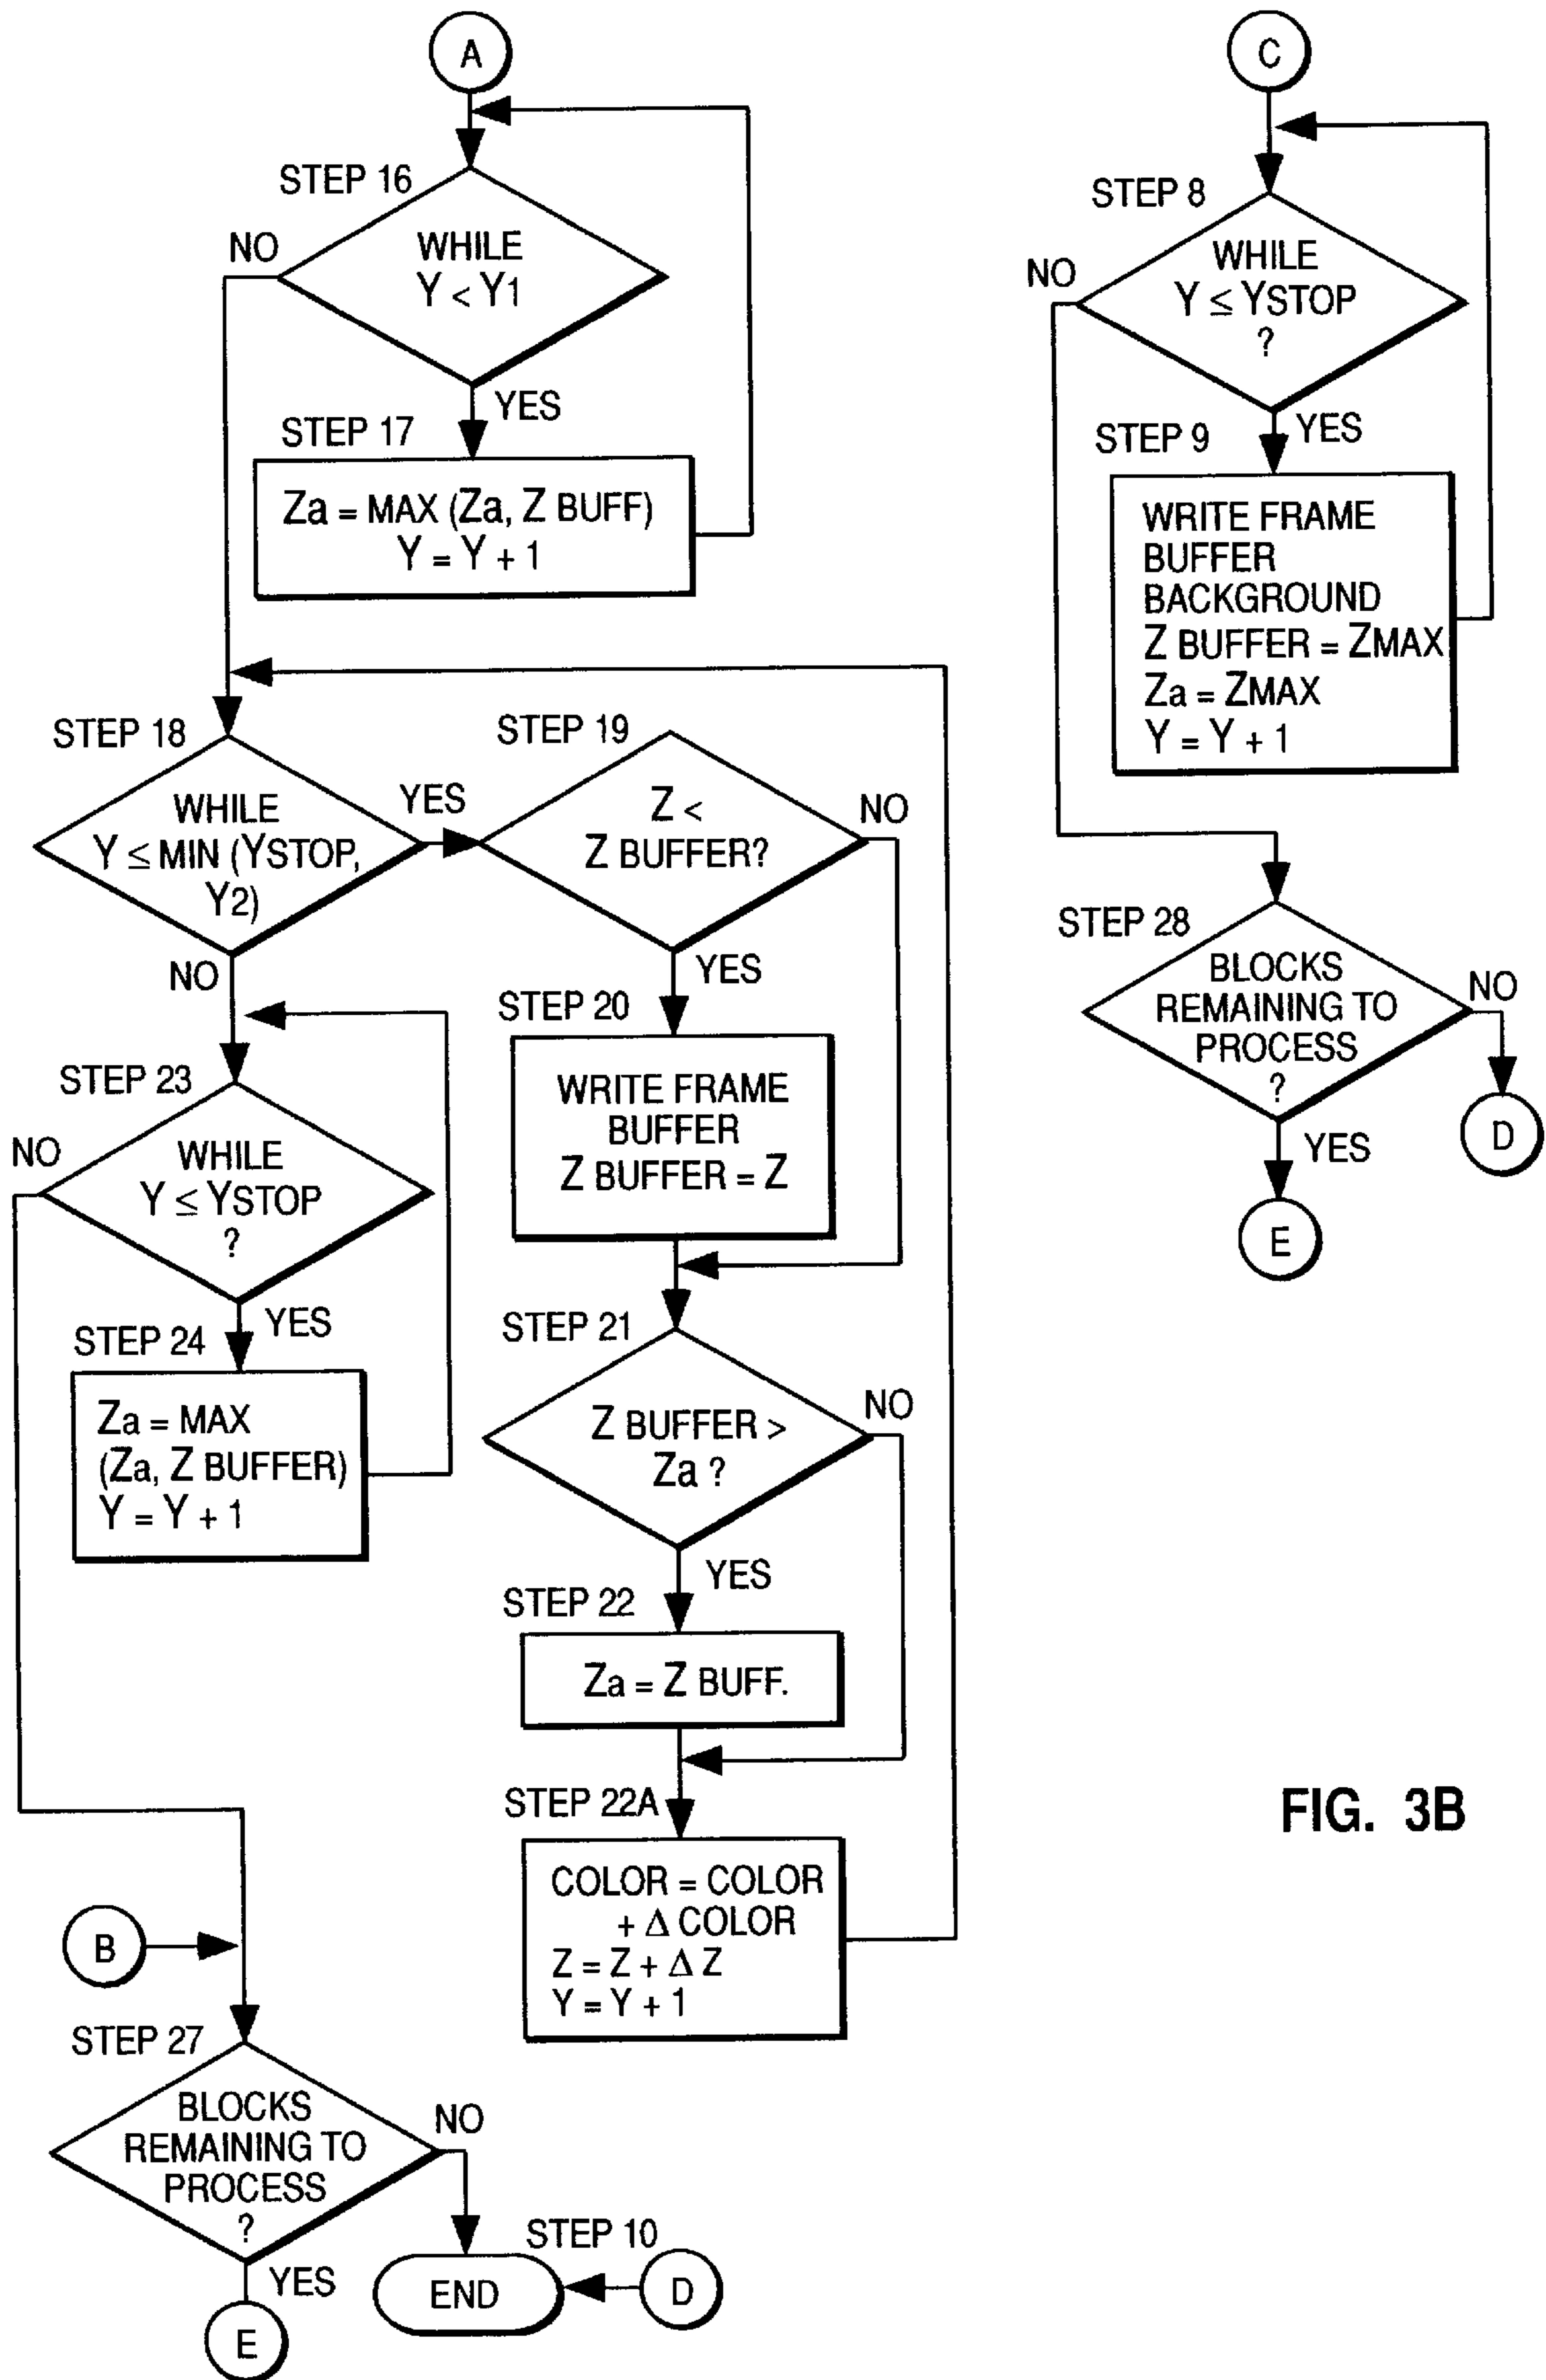 A
STEP 16
NO
WHILE
Y < Y1
YES
STEP 17
Za = MAX (Za, Z BUFF)
Y = Y + 1
STEP 18
WHILE
Y ≤ MIN (YSTOP,
Y2)
YES
NO
STEP 19
Z <
Z BUFFER?
NO
YES
STEP 20
WRITE FRAME
BUFFER
Z BUFFER = Z
STEP 23
NO
WHILE
Y ≤ YSTOP
?
YES
STEP 24
Za = MAX
(Za, Z BUFFER)
Y = Y + 1
STEP 21
NO
Z BUFFER >
Za ?
YES
STEP 22
Za = Z BUFF.
STEP 22A
COLOR = COLOR
+ Δ COLOR
Z = Z + Δ Z
Y = Y + 1
B
STEP 27
BLOCKS
REMAINING TO
PROCESS
?
NO
YES
E
STEP 10
END
D
C
STEP 8
NO
WHILE
Y ≤ YSTOP
?
YES
STEP 9
WRITE FRAME
BUFFER
BACKGROUND
Z BUFFER = ZMAX
Za = ZMAX
Y = Y + 1
STEP 28
BLOCKS
REMAINING TO
PROCESS
?
NO
D
YES
E
FIG. 3B